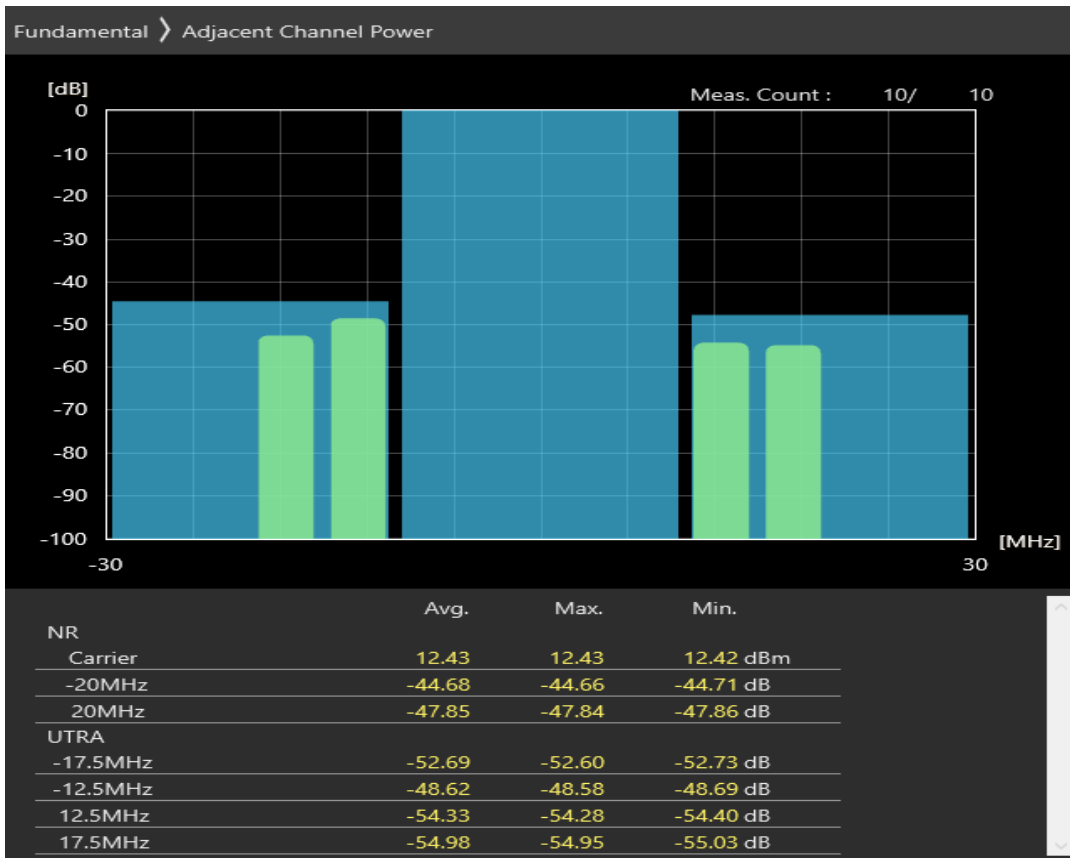 Fundamental 〉 Adjacent Channel Power
[dB]
Meas. Count : 10/ 10
0
-10
-20
-30
-40
-50
-60
-70
-80
-90
-100
[MHz]
-30 30
Avg. Max. Min.
NR
Carrier 12.43 12.43 12.42 dBm
-20MHz -44.68 -44.66 -44.71 dB
20MHz -47.85 -47.84 -47.86 dB
UTRA
-17.5MHz -52.69 -52.60 -52.73 dB
-12.5MHz -48.62 -48.58 -48.69 dB
12.5MHz -54.33 -54.28 -54.40 dB
17.5MHz -54.98 -54.95 -55.03 dB